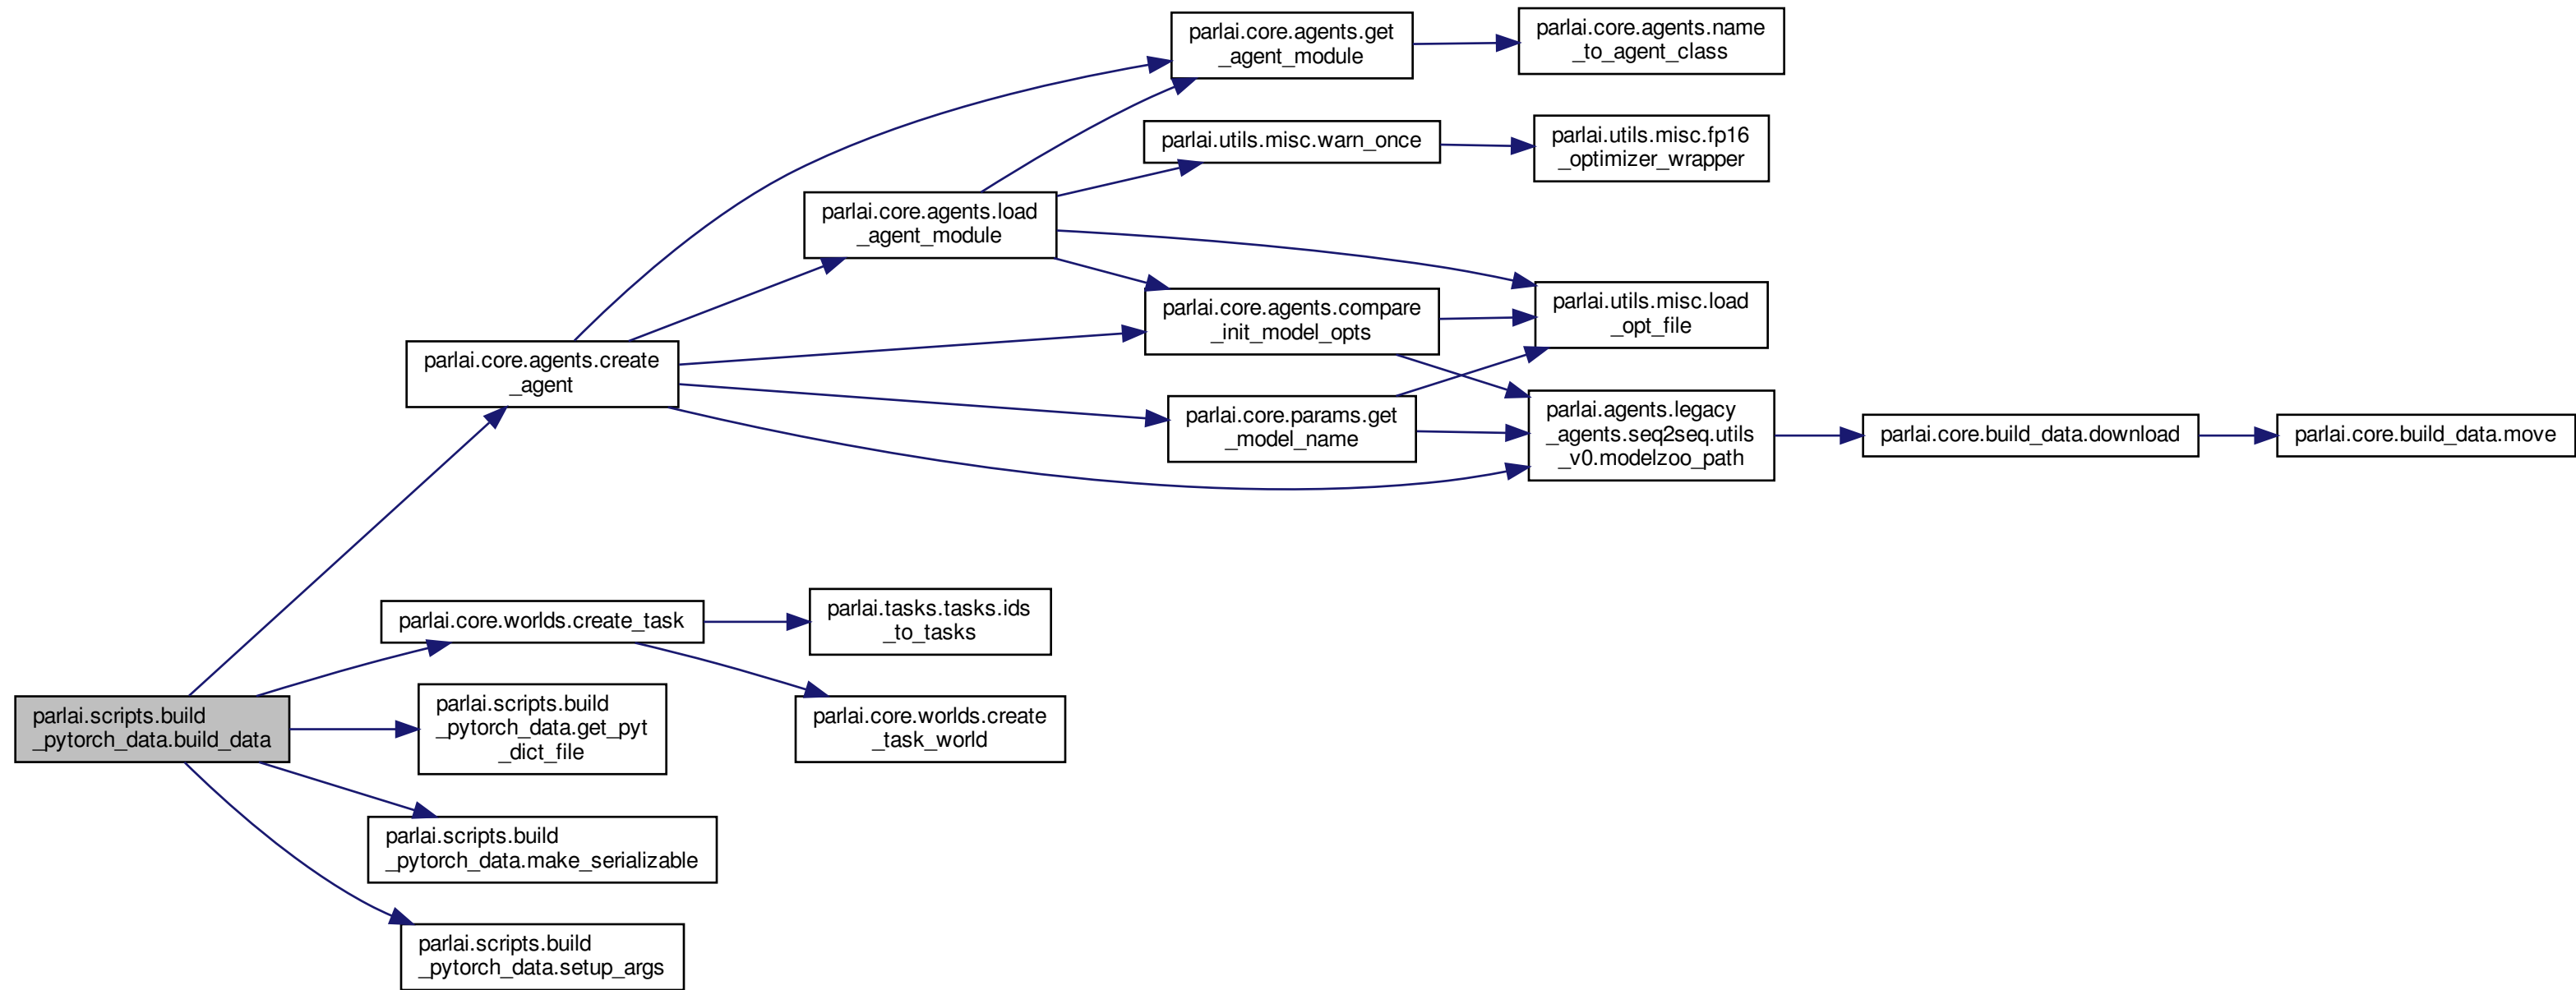 parlai.core.agents.get
_agent_module
parlai.core.agents.name
_to_agent_class
parlai.utils.misc.warn_once
parlai.utils.misc.fp16
_optimizer_wrapper
parlai.core.agents.load
_agent_module
parlai.core.agents.compare
_init_model_opts
parlai.utils.misc.load
_opt_file
parlai.core.agents.create
_agent
parlai.core.params.get
_model_name
parlai.agents.legacy
_agents.seq2seq.utils
_v0.modelzoo_path
parlai.core.build_data.download
parlai.core.build_data.move
parlai.core.worlds.create_task
parlai.tasks.tasks.ids
_to_tasks
parlai.scripts.build
_pytorch_data.build_data
parlai.scripts.build
_pytorch_data.get_pyt
_dict_file
parlai.core.worlds.create
_task_world
parlai.scripts.build
_pytorch_data.make_serializable
parlai.scripts.build
_pytorch_data.setup_args